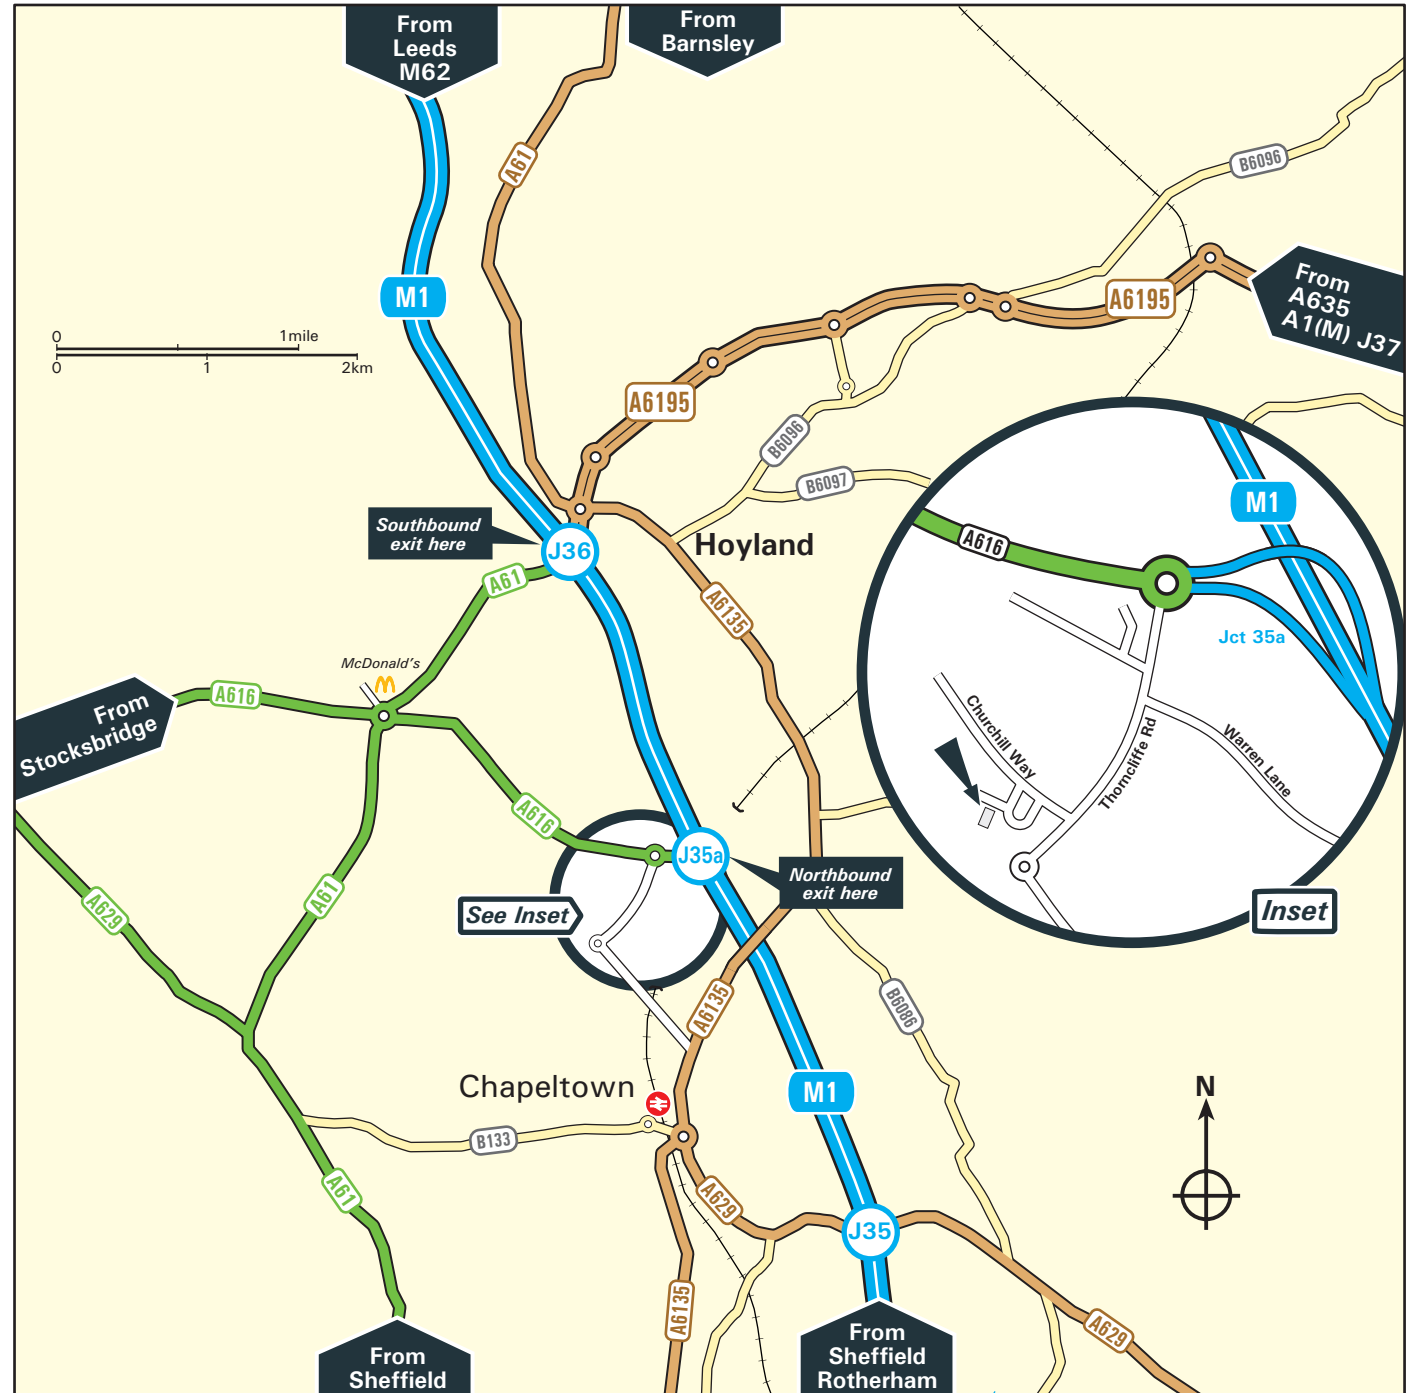 From
Leeds
M62
From
Barnsley
A61
B6096
M1
From
A635
A1(M) J37
A6195
0
1mile
0
1
2km
A6195
B6096
B6097
M1
Southbound
exit here
J36
Hoyland
A616
A61
A6135
Jct 35a
McDonald's
A616
From
Stocksbridge
Churchill Way
Thorncliffe Rd
Warren Lane
A616
J35a
Northbound
exit here
A61
A629
See Inset
Inset
A6135
B6086
Chapeltown
M1
N
B133
A61
A629
J35
A6135
A629
From
Sheffield
From
Sheffield
Rotherham